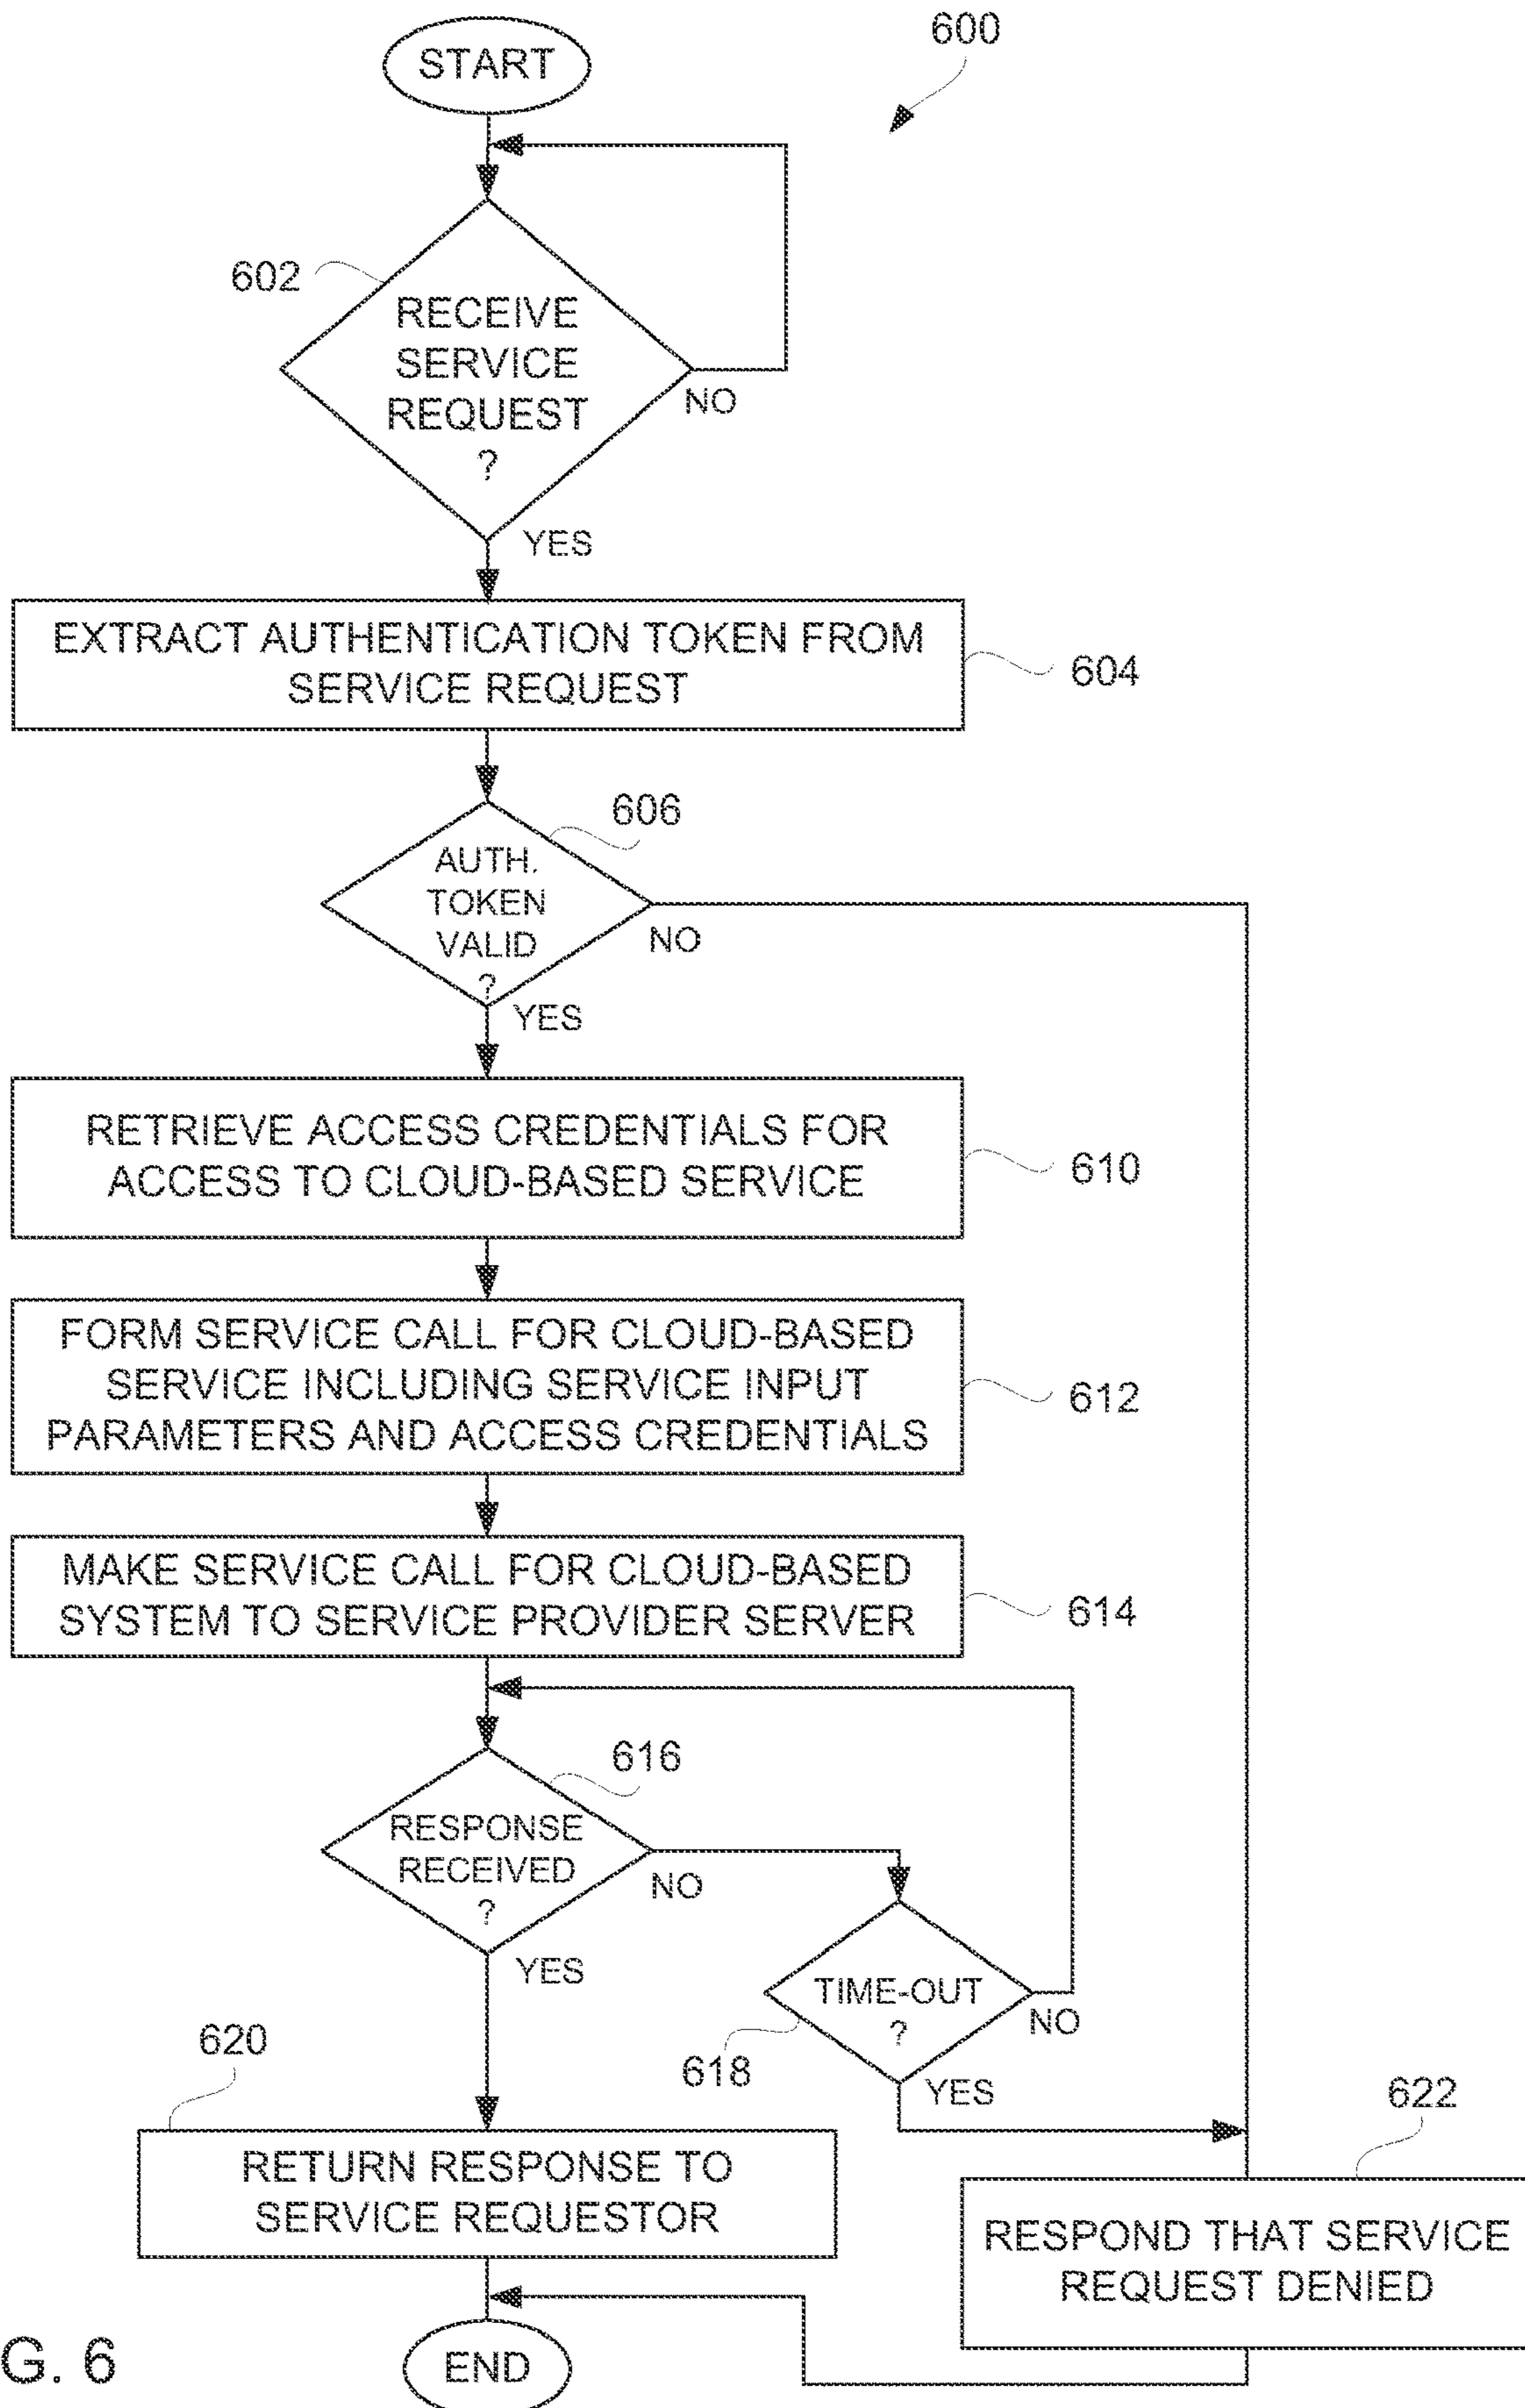 START
600
602
RECEIVE
SERVICE
REQUEST
?
NO
YES
EXTRACT AUTHENTICATION TOKEN FROM
SERVICE REQUEST
604
606
AUTH.
TOKEN
VALID
?
NO
YES
RETRIEVE ACCESS CREDENTIALS FOR
ACCESS TO CLOUD-BASED SERVICE
610
FORM SERVICE CALL FOR CLOUD-BASED
SERVICE INCLUDING SERVICE INPUT
PARAMETERS AND ACCESS CREDENTIALS
612
MAKE SERVICE CALL FOR CLOUD-BASED
SYSTEM TO SERVICE PROVIDER SERVER
614
616
RESPONSE
RECEIVED
?
NO
YES
TIME-OUT
?
NO
618
YES
620
RETURN RESPONSE TO
SERVICE REQUESTOR
622
RESPOND THAT SERVICE
REQUEST DENIED
END
G. 6